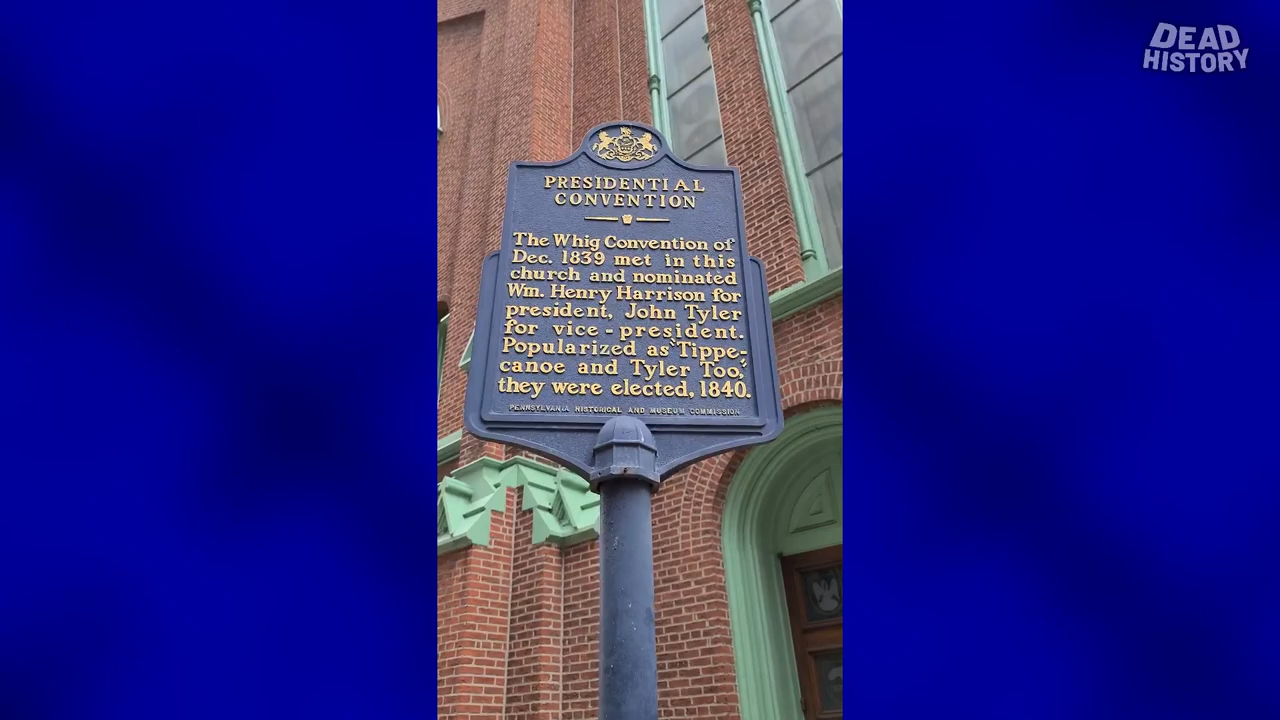 DEAD
HISTORY
PRESIDENTIAL
CONVENTION
The Whig Convention of
Dec. 1839 met in this
church and nominated
Wm. Henry Harrison for
president, John Tyler
for vice-president.
Popularized as "Tippe-
canoe and Tyler Too,"
they were elected, 1840.
PENNSYLVANIA HISTORICAL AND MUSEUM COMMISSION